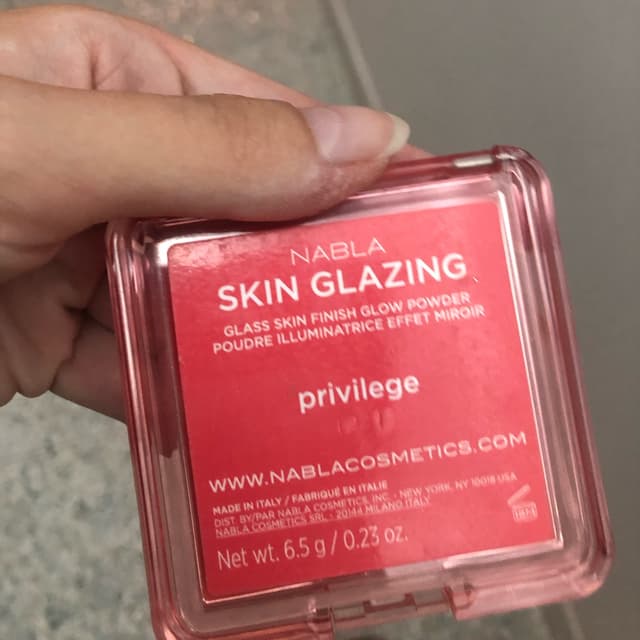 NABLA
SKIN GLAZING
GLASS SKIN FINISH GLOW POWDER
POUDRE ILLUMINATRICE EFFET MIROIR
privilege
WWW.NABLACOSMETICS.COM
MADE IN ITALY / FABRIQUÉ EN ITALIE
DIST. BY/PAR NABLA COSMETICS, INC. - NEW YORK, NY 10018 USA
NABLA COSMETICS SRL - 20144 MILANO ITALY
Net wt. 6.5 g / 0.23 oz.